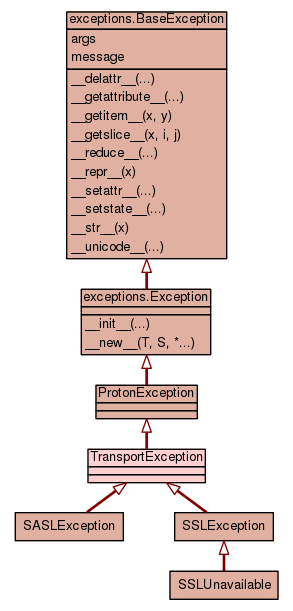 exceptions.BaseException
args
message
__delattr__(...)
__getattribute__(...)
__getitem__(x, y)
__getslice__(x, i, j)
__reduce__(...)
__repr__(x)
__setattr__(...)
__setstate__(...)
__str__(x)
__unicode__(...)
exceptions.Exception
__init__(...)
__new__(T, S, *...)
ProtonException
TransportException
SASLException
SSLException
SSLUnavailable